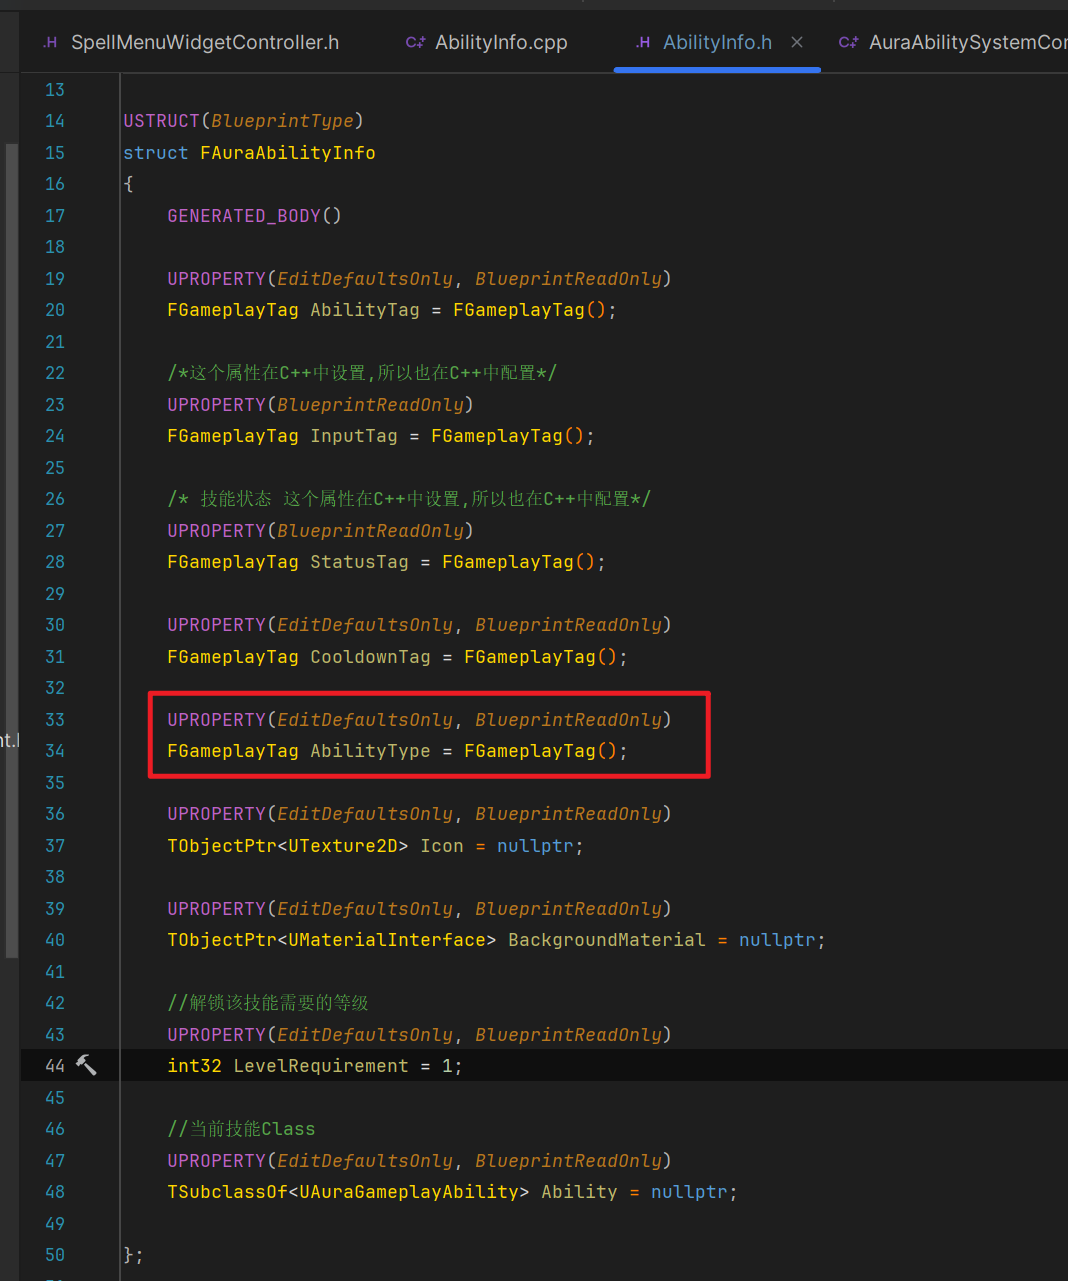 .H SpellMenuWidgetController.h C++ AbilityInfo.cpp .H AbilityInfo.h × C++ AuraAbilitySystemCor
13
14 USTRUCT(BlueprintType)
15 struct FAuraAbilityInfo
16 {
17 GENERATED_BODY()
18
19 UPROPERTY(EditDefaultsOnly, BlueprintReadOnly)
20 FGameplayTag AbilityTag = FGameplayTag();
21
22 /*这个属性在C++中设置,所以也在C++中配置*/
23 UPROPERTY(BlueprintReadOnly)
24 FGameplayTag InputTag = FGameplayTag();
25
26 /* 技能状态 这个属性在C++中设置,所以也在C++中配置*/
27 UPROPERTY(BlueprintReadOnly)
28 FGameplayTag StatusTag = FGameplayTag();
29
30 UPROPERTY(EditDefaultsOnly, BlueprintReadOnly)
31 FGameplayTag CooldownTag = FGameplayTag();
32
33 UPROPERTY(EditDefaultsOnly, BlueprintReadOnly)
nt.h
34 FGameplayTag AbilityType = FGameplayTag();
35
36 UPROPERTY(EditDefaultsOnly, BlueprintReadOnly)
37 TObjectPtr<UTexture2D> Icon = nullptr;
38
39 UPROPERTY(EditDefaultsOnly, BlueprintReadOnly)
40 TObjectPtr<UMaterialInterface> BackgroundMaterial = nullptr;
41
42 //解锁该技能需要的等级
43 UPROPERTY(EditDefaultsOnly, BlueprintReadOnly)
44 int32 LevelRequirement = 1;
45
46 //当前技能Class
47 UPROPERTY(EditDefaultsOnly, BlueprintReadOnly)
48 TSubclassOf<UAuraGameplayAbility> Ability = nullptr;
49
50 };